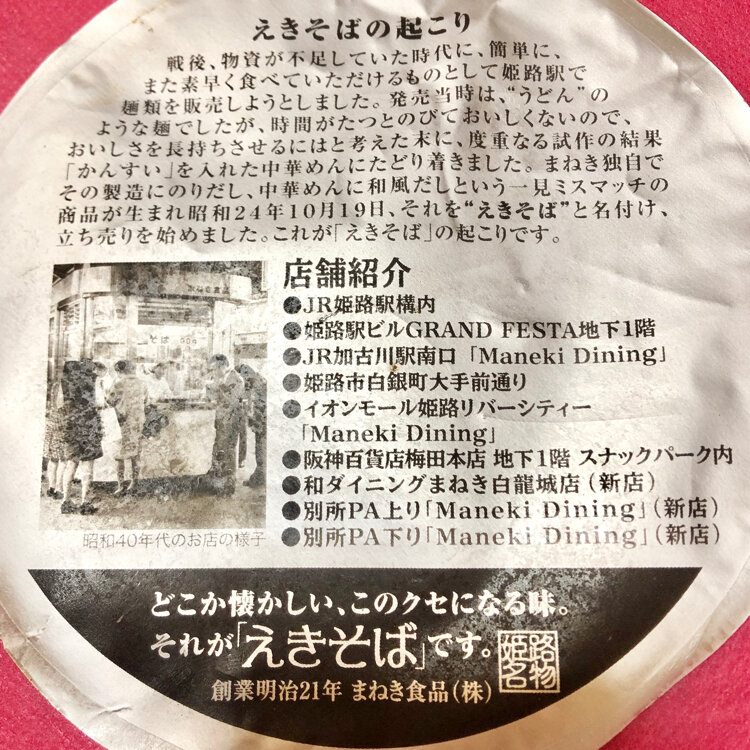 えきそばの起こり
戦後、物資が不足していた時代に、簡単に、
また素早く食べていただけるものとして姫路駅で
麺類を販売しようとしました。発売当時は、“うどん”の
ような麺でしたが、時間がたつとのびておいしくないので、
おいしさを長持ちさせるにはと考えた末に、度重なる試作の結果
「かんすい」を入れた中華めんにたどり着きました。まねき独自で
その製造にのりだし、中華めんに和風だしという一見ミスマッチの
商品が生まれ昭和24年10月19日、それを“えきそば”と名付け、
立ち売りを始めました。これが「えきそば」の起こりです。
店舗紹介
●JR姫路駅構内
●姫路駅ビルGRAND FESTA地下1階
●JR加古川駅南口「Maneki Dining」
●姫路市白銀町大手前通り
●イオンモール姫路リバーシティー
「Maneki Dining」
●阪神百貨店梅田本店 地下1階 スナックパーク内
●和ダイニングまねき白龍城店（新店）
●別所PA上り「Maneki Dining」（新店）
●別所PA下り「Maneki Dining」（新店）
そば
昭和40年代のお店の様子
どこか懐かしい、このクセになる味。
それが「えきそば」です。
姫路名物
創業明治21年 まねき食品（株）